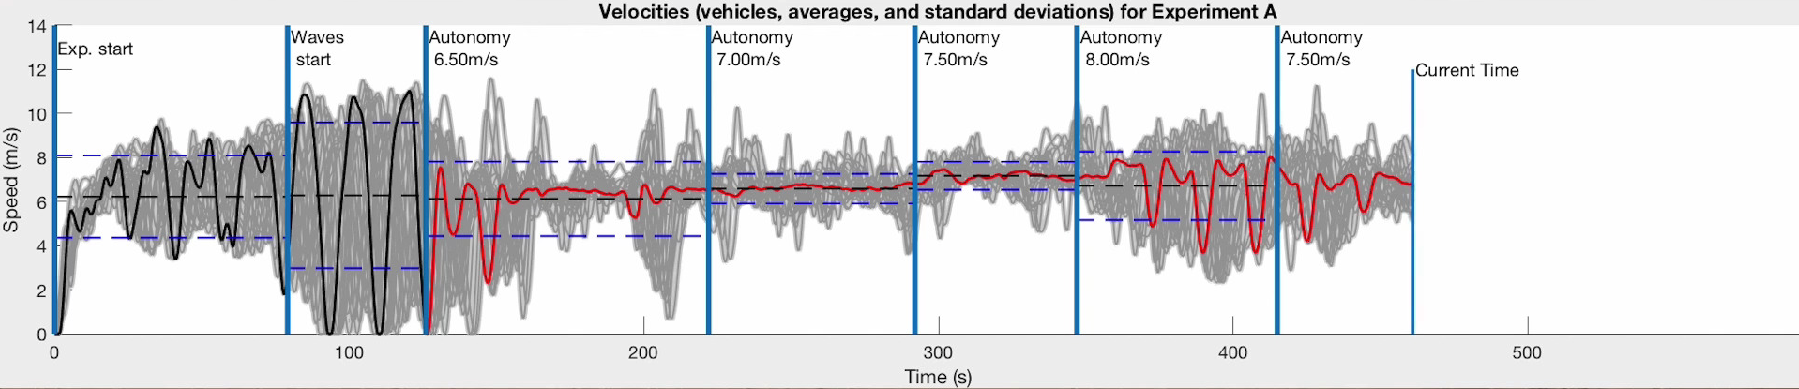 Velocities (vehicles, averages, and standard deviations) for Experiment A
Speed (m/s)
14
12
10
8
6
4
2
0
Exp. start
Waves
start
Autonomy
6.50m/s
Autonomy
7.00m/s
Autonomy
7.50m/s
Autonomy
8.00m/s
Autonomy
7.50m/s
Current Time
0 100 200 300 400 500
Time (s)